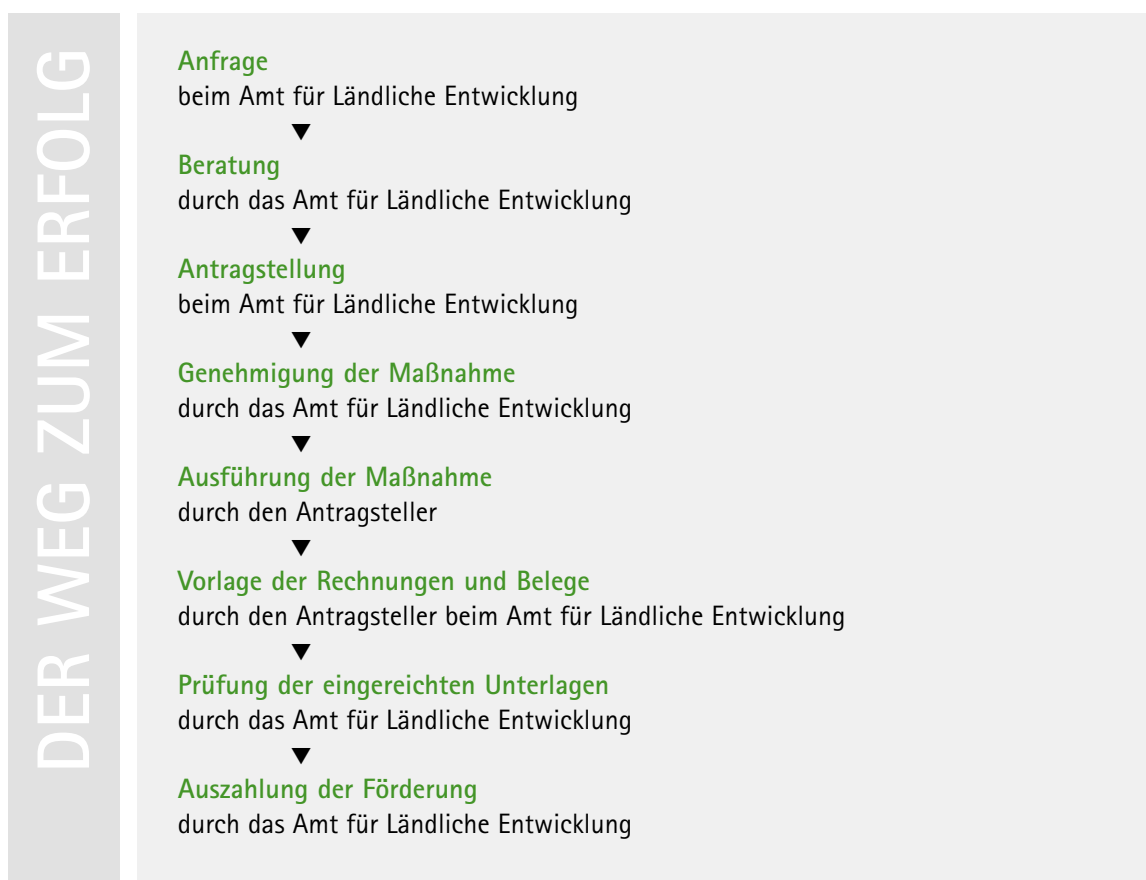 DER WEG ZUM ERFOLG
Anfrage
beim Amt für Ländliche Entwicklung
▼
Beratung
durch das Amt für Ländliche Entwicklung
▼
Antragstellung
beim Amt für Ländliche Entwicklung
▼
Genehmigung der Maßnahme
durch das Amt für Ländliche Entwicklung
▼
Ausführung der Maßnahme
durch den Antragsteller
▼
Vorlage der Rechnungen und Belege
durch den Antragsteller beim Amt für Ländliche Entwicklung
▼
Prüfung der eingereichten Unterlagen
durch das Amt für Ländliche Entwicklung
▼
Auszahlung der Förderung
durch das Amt für Ländliche Entwicklung